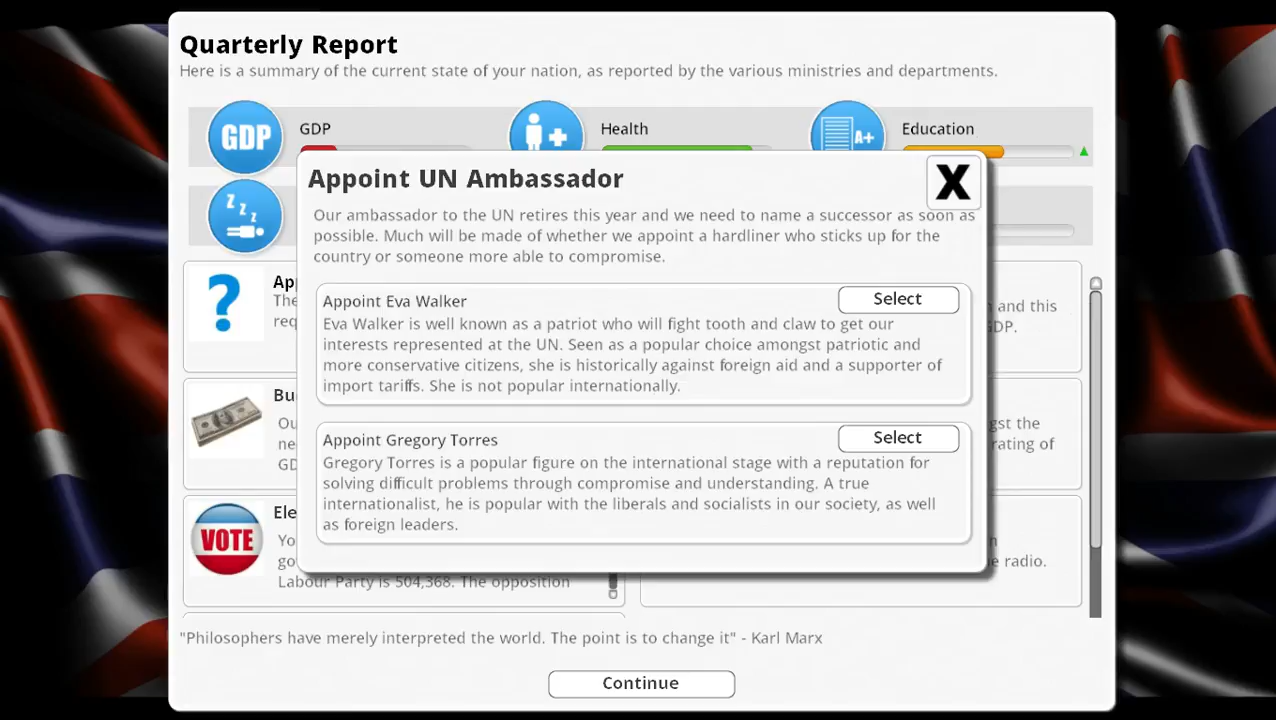 Quarterly Report
Here is a summary of the current state of your nation, as reported by the various ministries and departments.
GDP
GDP
Health
A+
Education
Z Z Z
Appoint UN Ambassador
X
Our ambassador to the UN retires this year and we need to name a successor as soon as
possible. Much will be made of whether we appoint a hardliner who sticks up for the
country or someone more able to compromise.
Appoint Eva Walker
Select
Eva Walker is well known as a patriot who will fight tooth and claw to get our
interests represented at the UN. Seen as a popular choice amongst patriotic and
more conservative citizens, she is historically against foreign aid and a supporter of
import tariffs. She is not popular internationally.
Appoint Gregory Torres
Select
Gregory Torres is a popular figure on the international stage with a reputation for
solving difficult problems through compromise and understanding. A true
internationalist, he is popular with the liberals and socialists in our society, as well
as foreign leaders.
?
and this
VOTE
rating of
radio.
Labour Party is 504,368. The opposition
"Philosophers have merely interpreted the world. The point is to change it" - Karl Marx
Continue